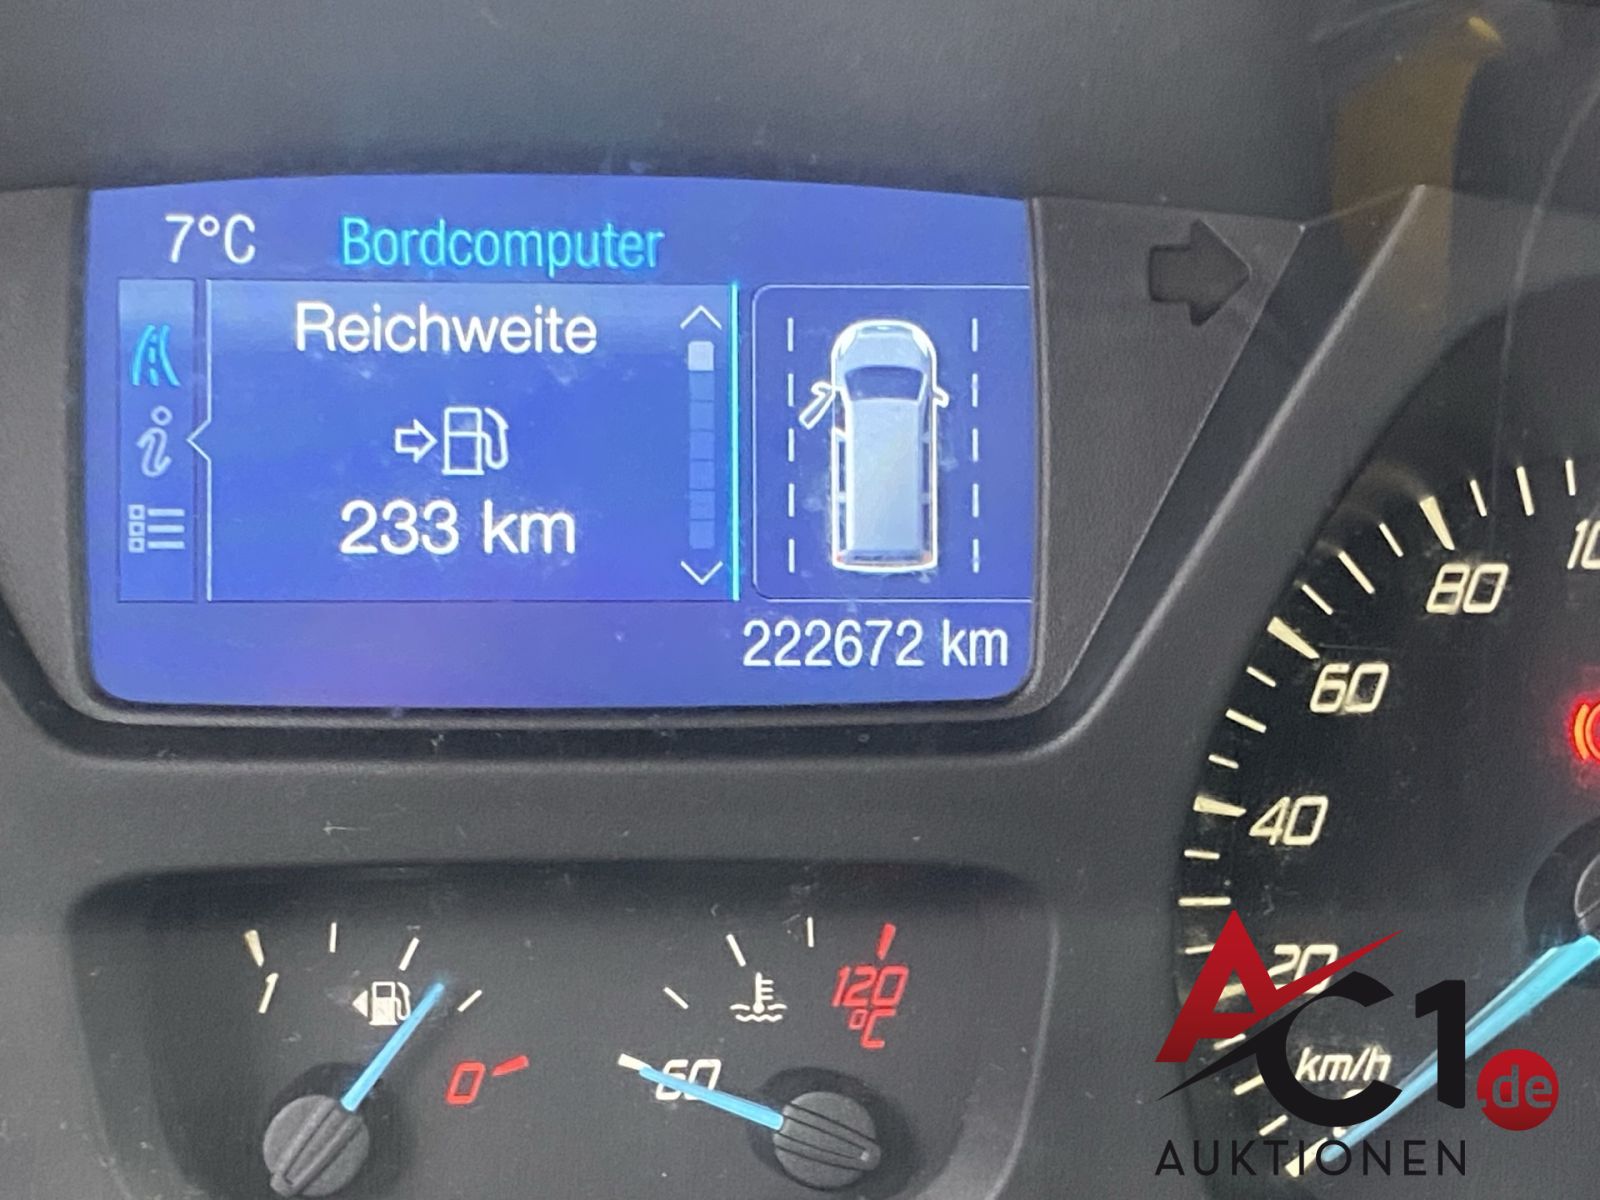 7°C Bordcomputer
Reichweite
233 km
222672 km
80
60
40
20
km/h
1
0
60
120
°C
AC1.de
AUKTIONEN